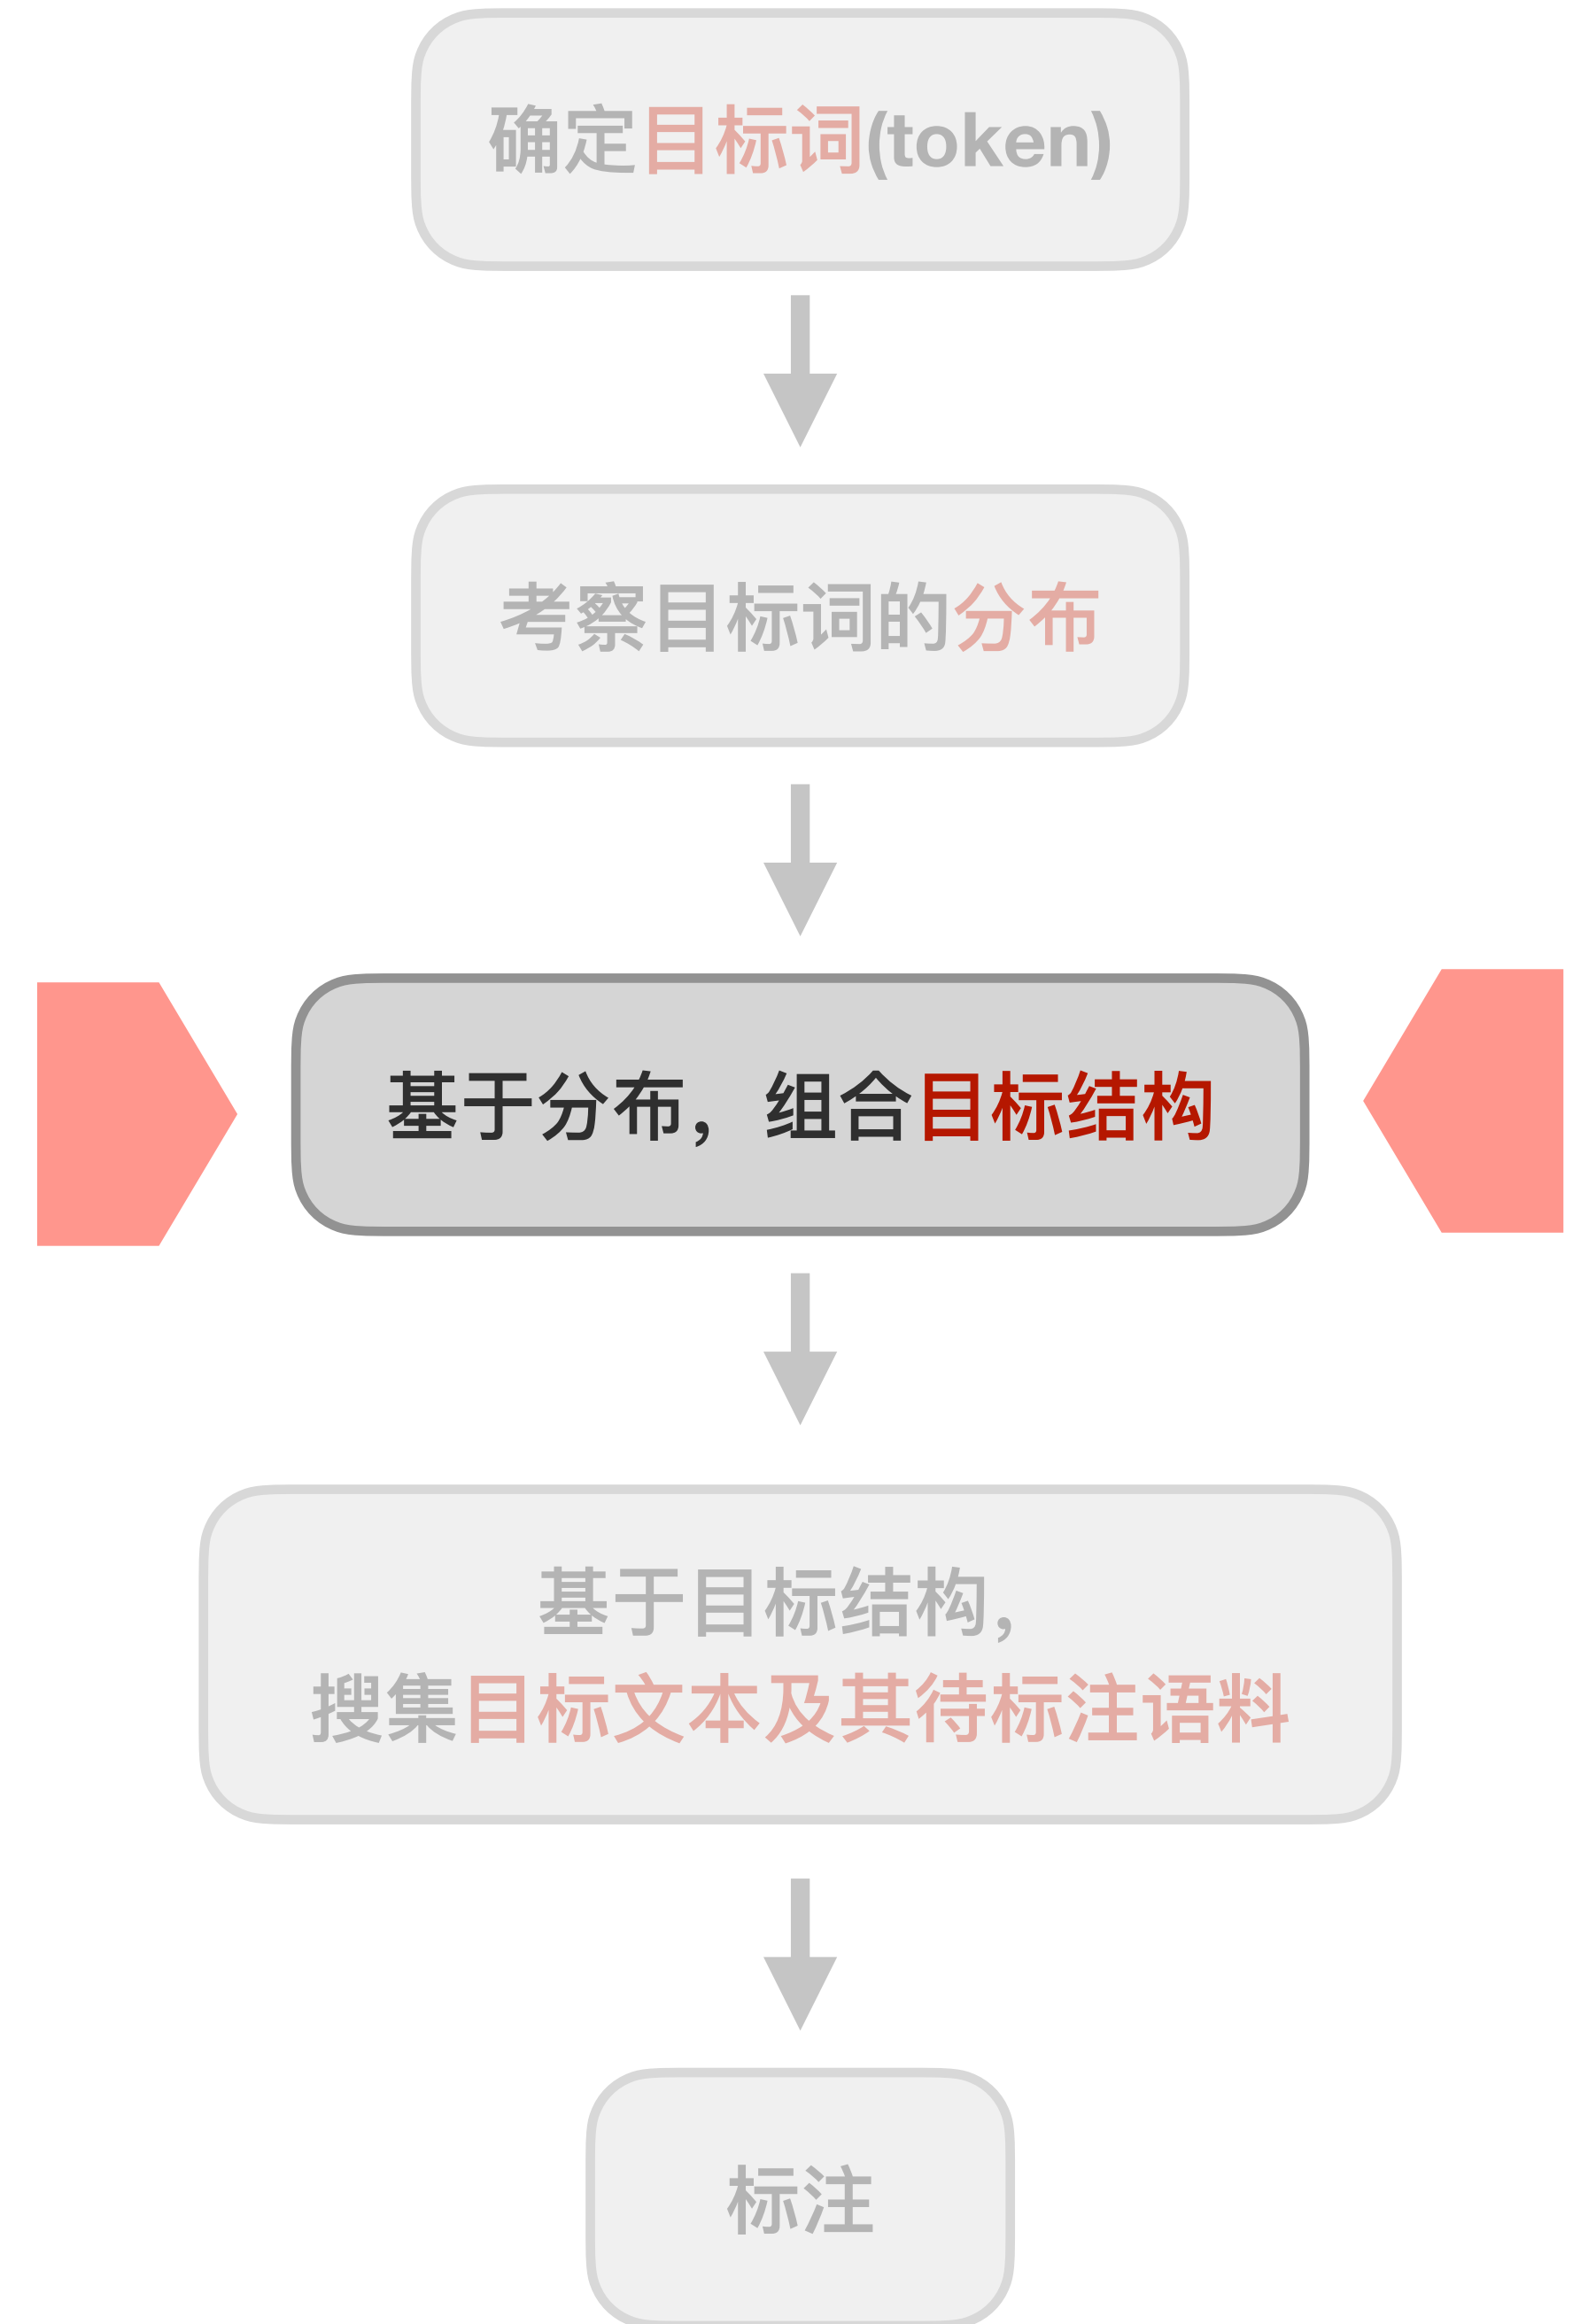 确定目标词(token)
考察目标词的分布
基于分布，组合目标结构
基于目标结构，
搜集目标文本及其待标注语料
标注